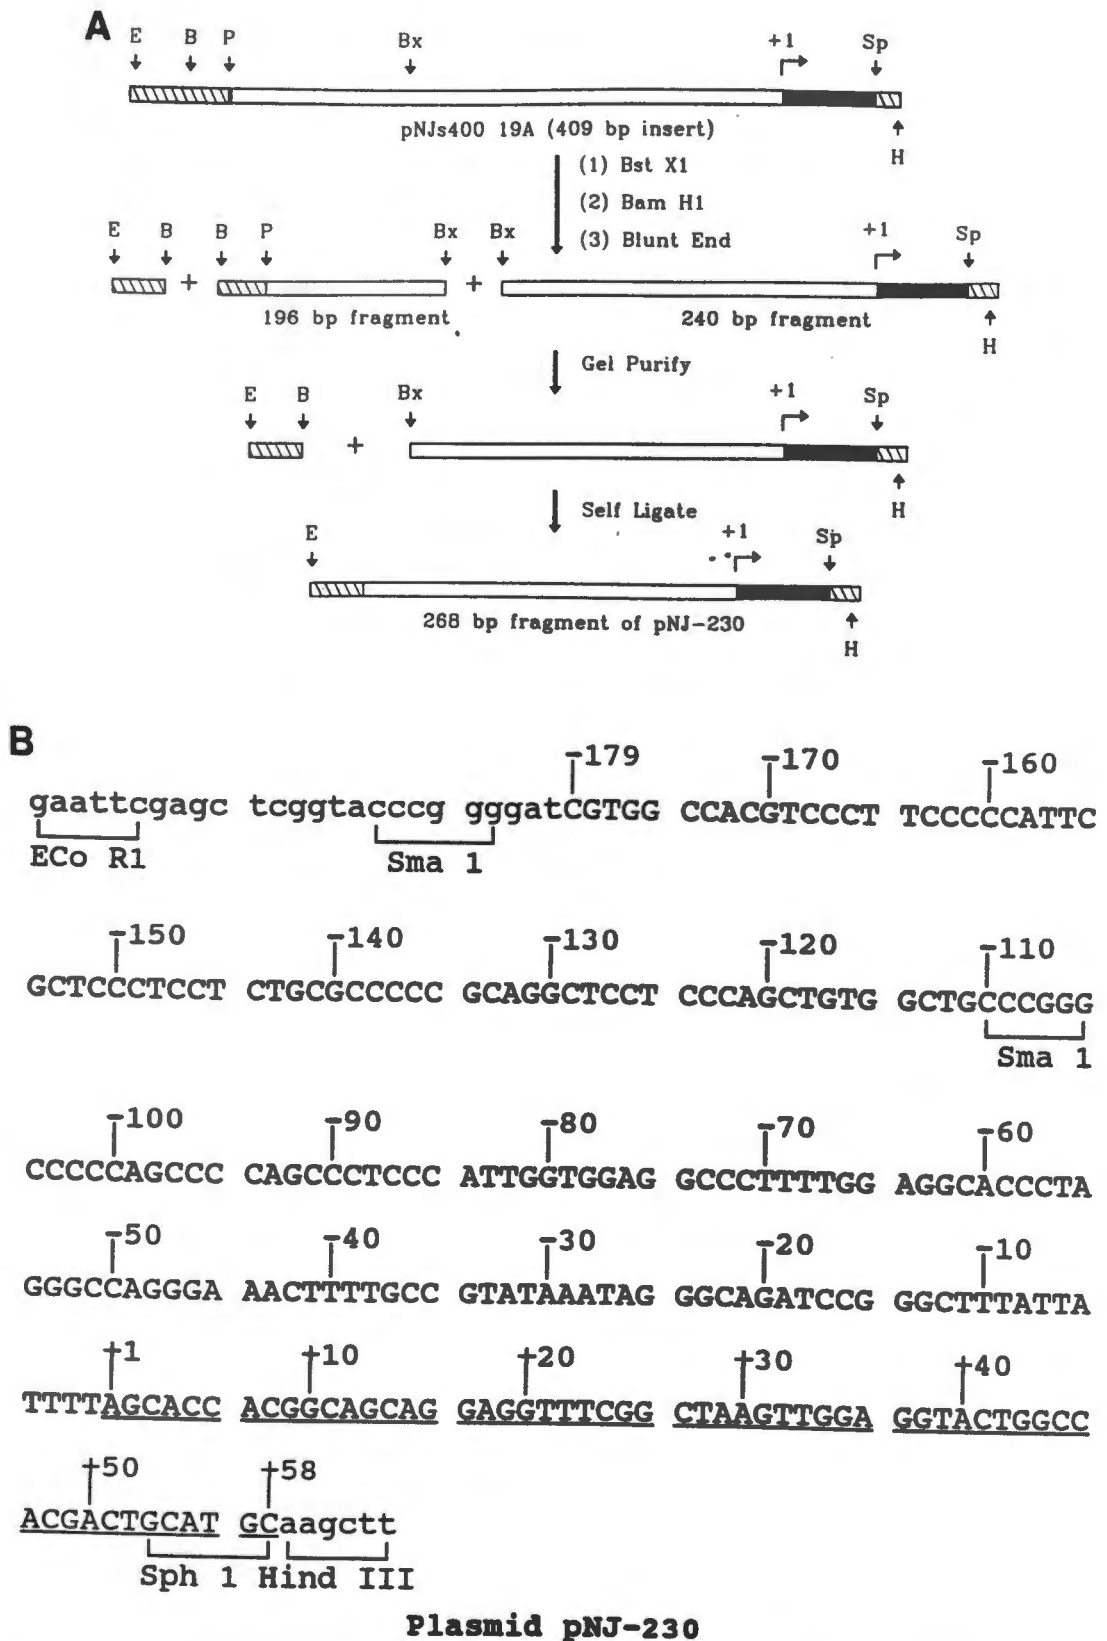 A
E B P Bx +1 Sp
pNJs400 19A (409 bp insert)
H
(1) Bst X1
(2) Bam H1
(3) Blunt End
E B B P Bx Bx +1 Sp
+ +
196 bp fragment 240 bp fragment
H
Gel Purify
E B Bx +1 Sp
+
H
Self Ligate
E +1 Sp
268 bp fragment of pNJ-230
H
B
-179 -170 -160
gaattcgagc tcggtacccg gggatCGTGG CCACGTCCCT TCCCCCATTC
ECo R1 Sma 1
-150 -140 -130 -120 -110
GCTCCCTCCT CTGCGCCCCC GCAGGCTCCT CCCAGCTGTG GCTGCCCGGG
Sma 1
-100 -90 -80 -70 -60
CCCCCAGCCC CAGCCCTCCC ATTGGTGGAG GCCCTTTTGG AGGCACCCTA
-50 -40 -30 -20 -10
GGGCCAGGGA AACTTTTGCC GTATAAATAG GGCAGATCCG GGCTTTATTA
+1 +10 +20 +30 +40
TTTTAGCACC ACGGCAGCAG GAGGTTTCGG CTAAGTTGGA GGTACTGGCC
+50 +58
ACGACTGCAT GCaagctt
Sph 1 Hind III
Plasmid pNJ-230